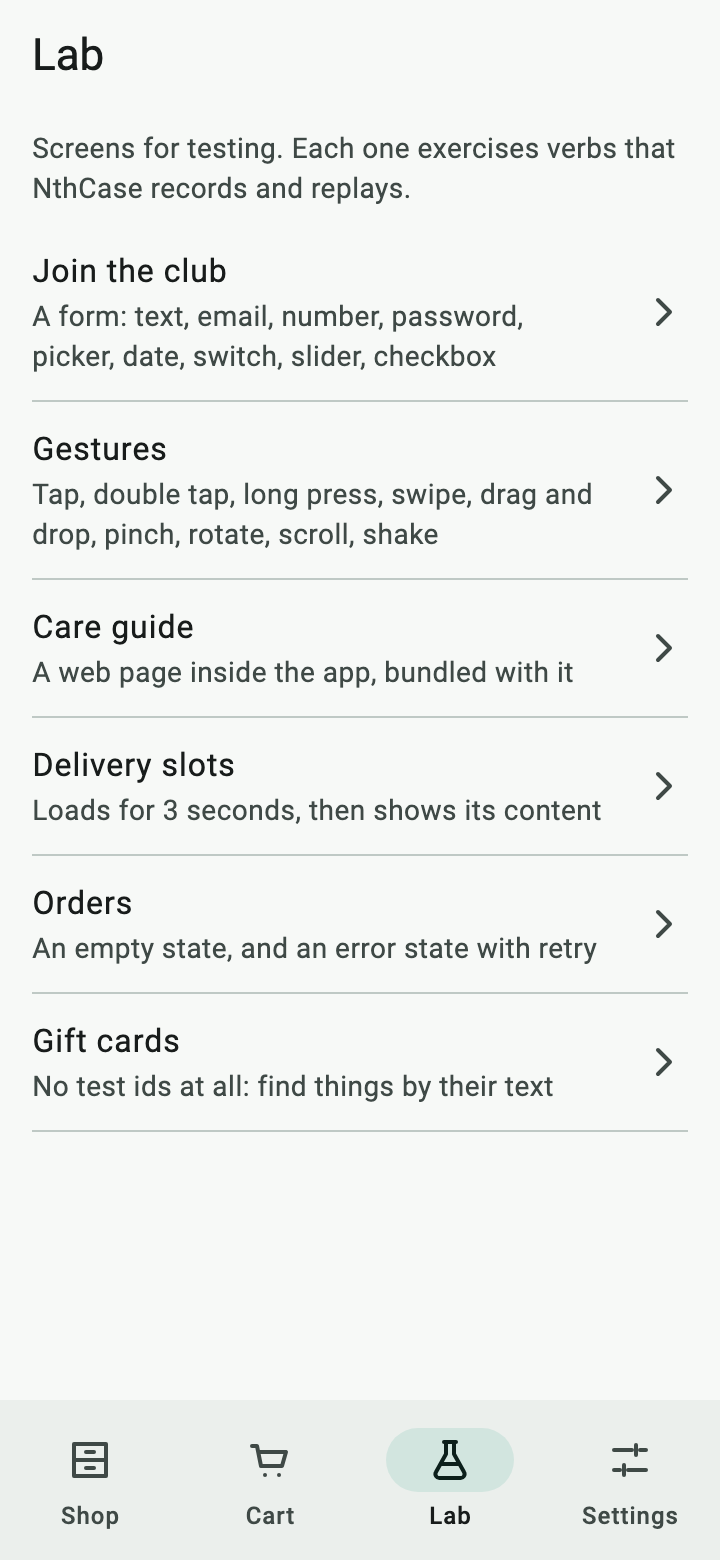 Lab
Screens for testing. Each one exercises verbs that
NthCase records and replays.
Join the club
A form: text, email, number, password,
picker, date, switch, slider, checkbox
Gestures
Tap, double tap, long press, swipe, drag and
drop, pinch, rotate, scroll, shake
Care guide
A web page inside the app, bundled with it
Delivery slots
Loads for 3 seconds, then shows its content
Orders
An empty state, and an error state with retry
Gift cards
No test ids at all: find things by their text
Shop
Cart
Lab
Settings